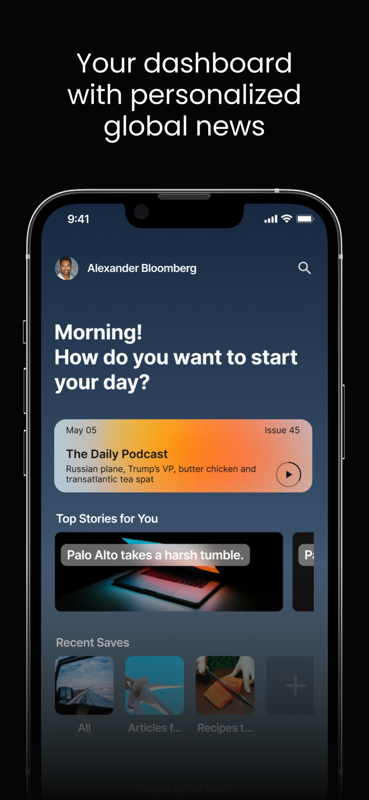 Your dashboard
with personalized
global news
9:41
Alexander Bloomberg
Morning!
How do you want to start
your day?
May 05
Issue 45
The Daily Podcast
Russian plane, Trump's VP, butter chicken and
transatlantic tea spat
Top Stories for You
Palo Alto takes a harsh tumble.
Recent Saves
All
Articles f...
Recipes t...